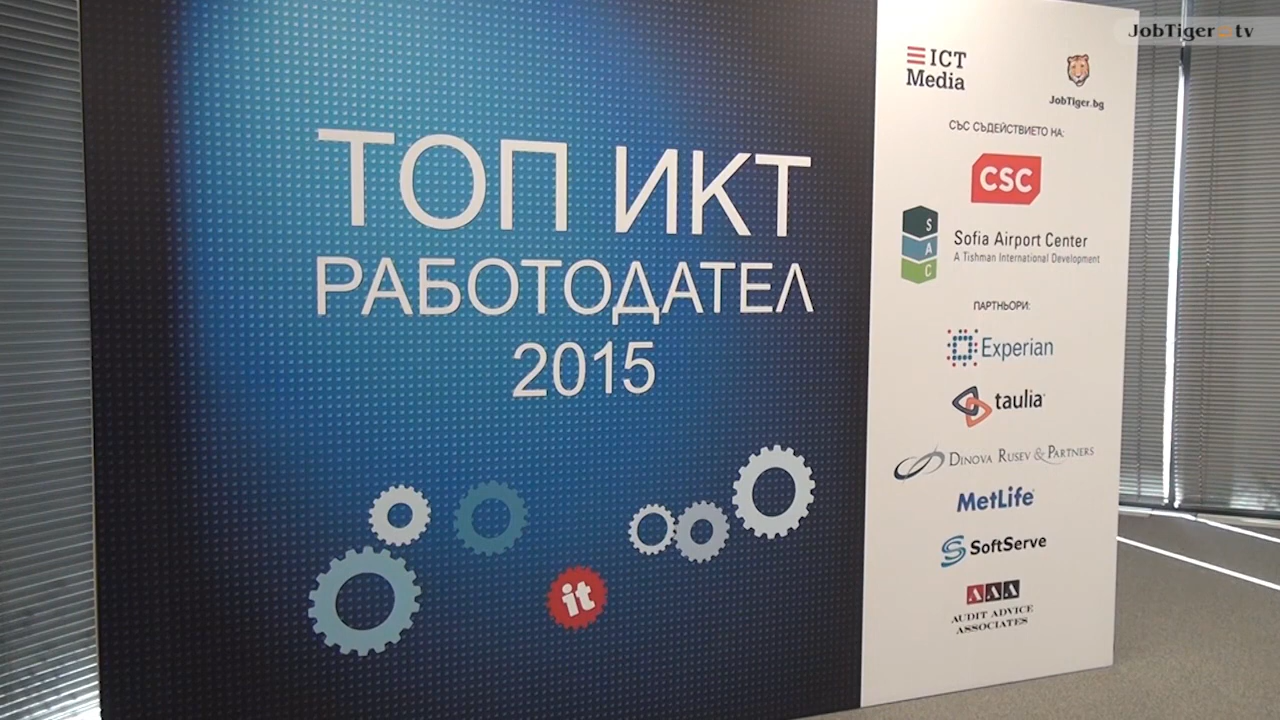 JobTiger.tv
ТОП ИКТ
РАБОТОДАТЕЛ
2015
it
ICT
Media
JobTiger.bg
СЪС СЪДЕЙСТВИЕТО НА:
CSC
S
A
C
Sofia Airport Center
A Tishman International Development
ПАРТНЬОРИ:
Experian
taulia
DINOVA RUSEV & PARTNERS
MetLife
SoftServe
AAA
AUDIT ADVICE
ASSOCIATES